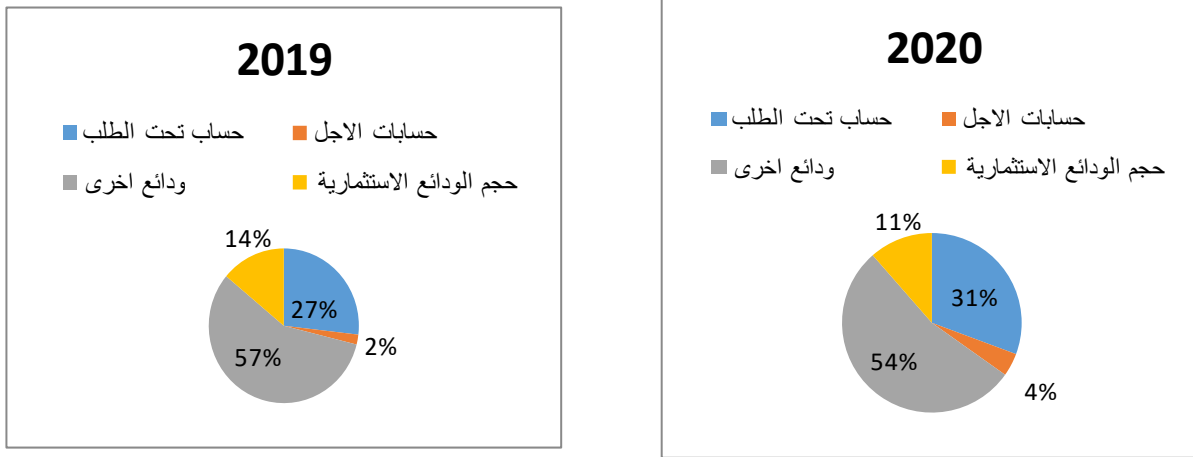 2019
حساب تحت الطلب
حسابات الاجل
ودائع اخرى
حجم الودائع الاستثمارية
14%
27%
2%
57%
2020
حساب تحت الطلب
حسابات الاجل
ودائع اخرى
حجم الودائع الاستثمارية
11%
31%
54%
4%